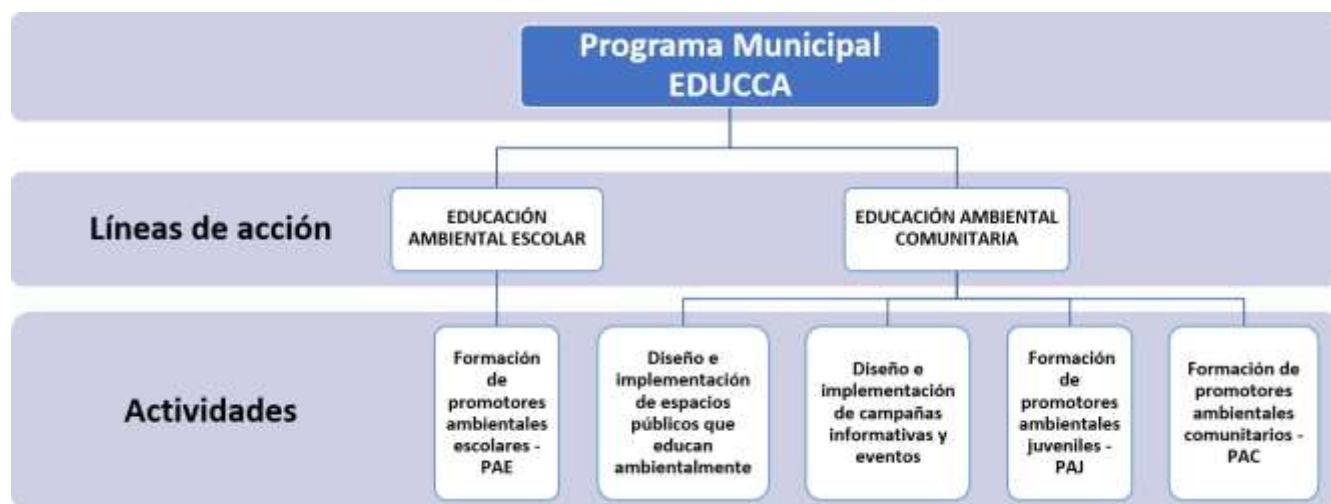 Programa Municipal
EDUCCA
Líneas de acción
EDUCACIÓN
AMBIENTAL ESCOLAR
EDUCACIÓN AMBIENTAL
COMUNITARIA
Actividades
Formación
de
promotores
ambientales
escolares -
PAE
Diseño e
implementación
de espacios
públicos que
educan
ambientalmente
Diseño e
implementación
de campañas
informativas y
eventos
Formación
de
promotores
ambientales
juveniles -
PAJ
Formación de
promotores
ambientales
comunitarios -
PAC